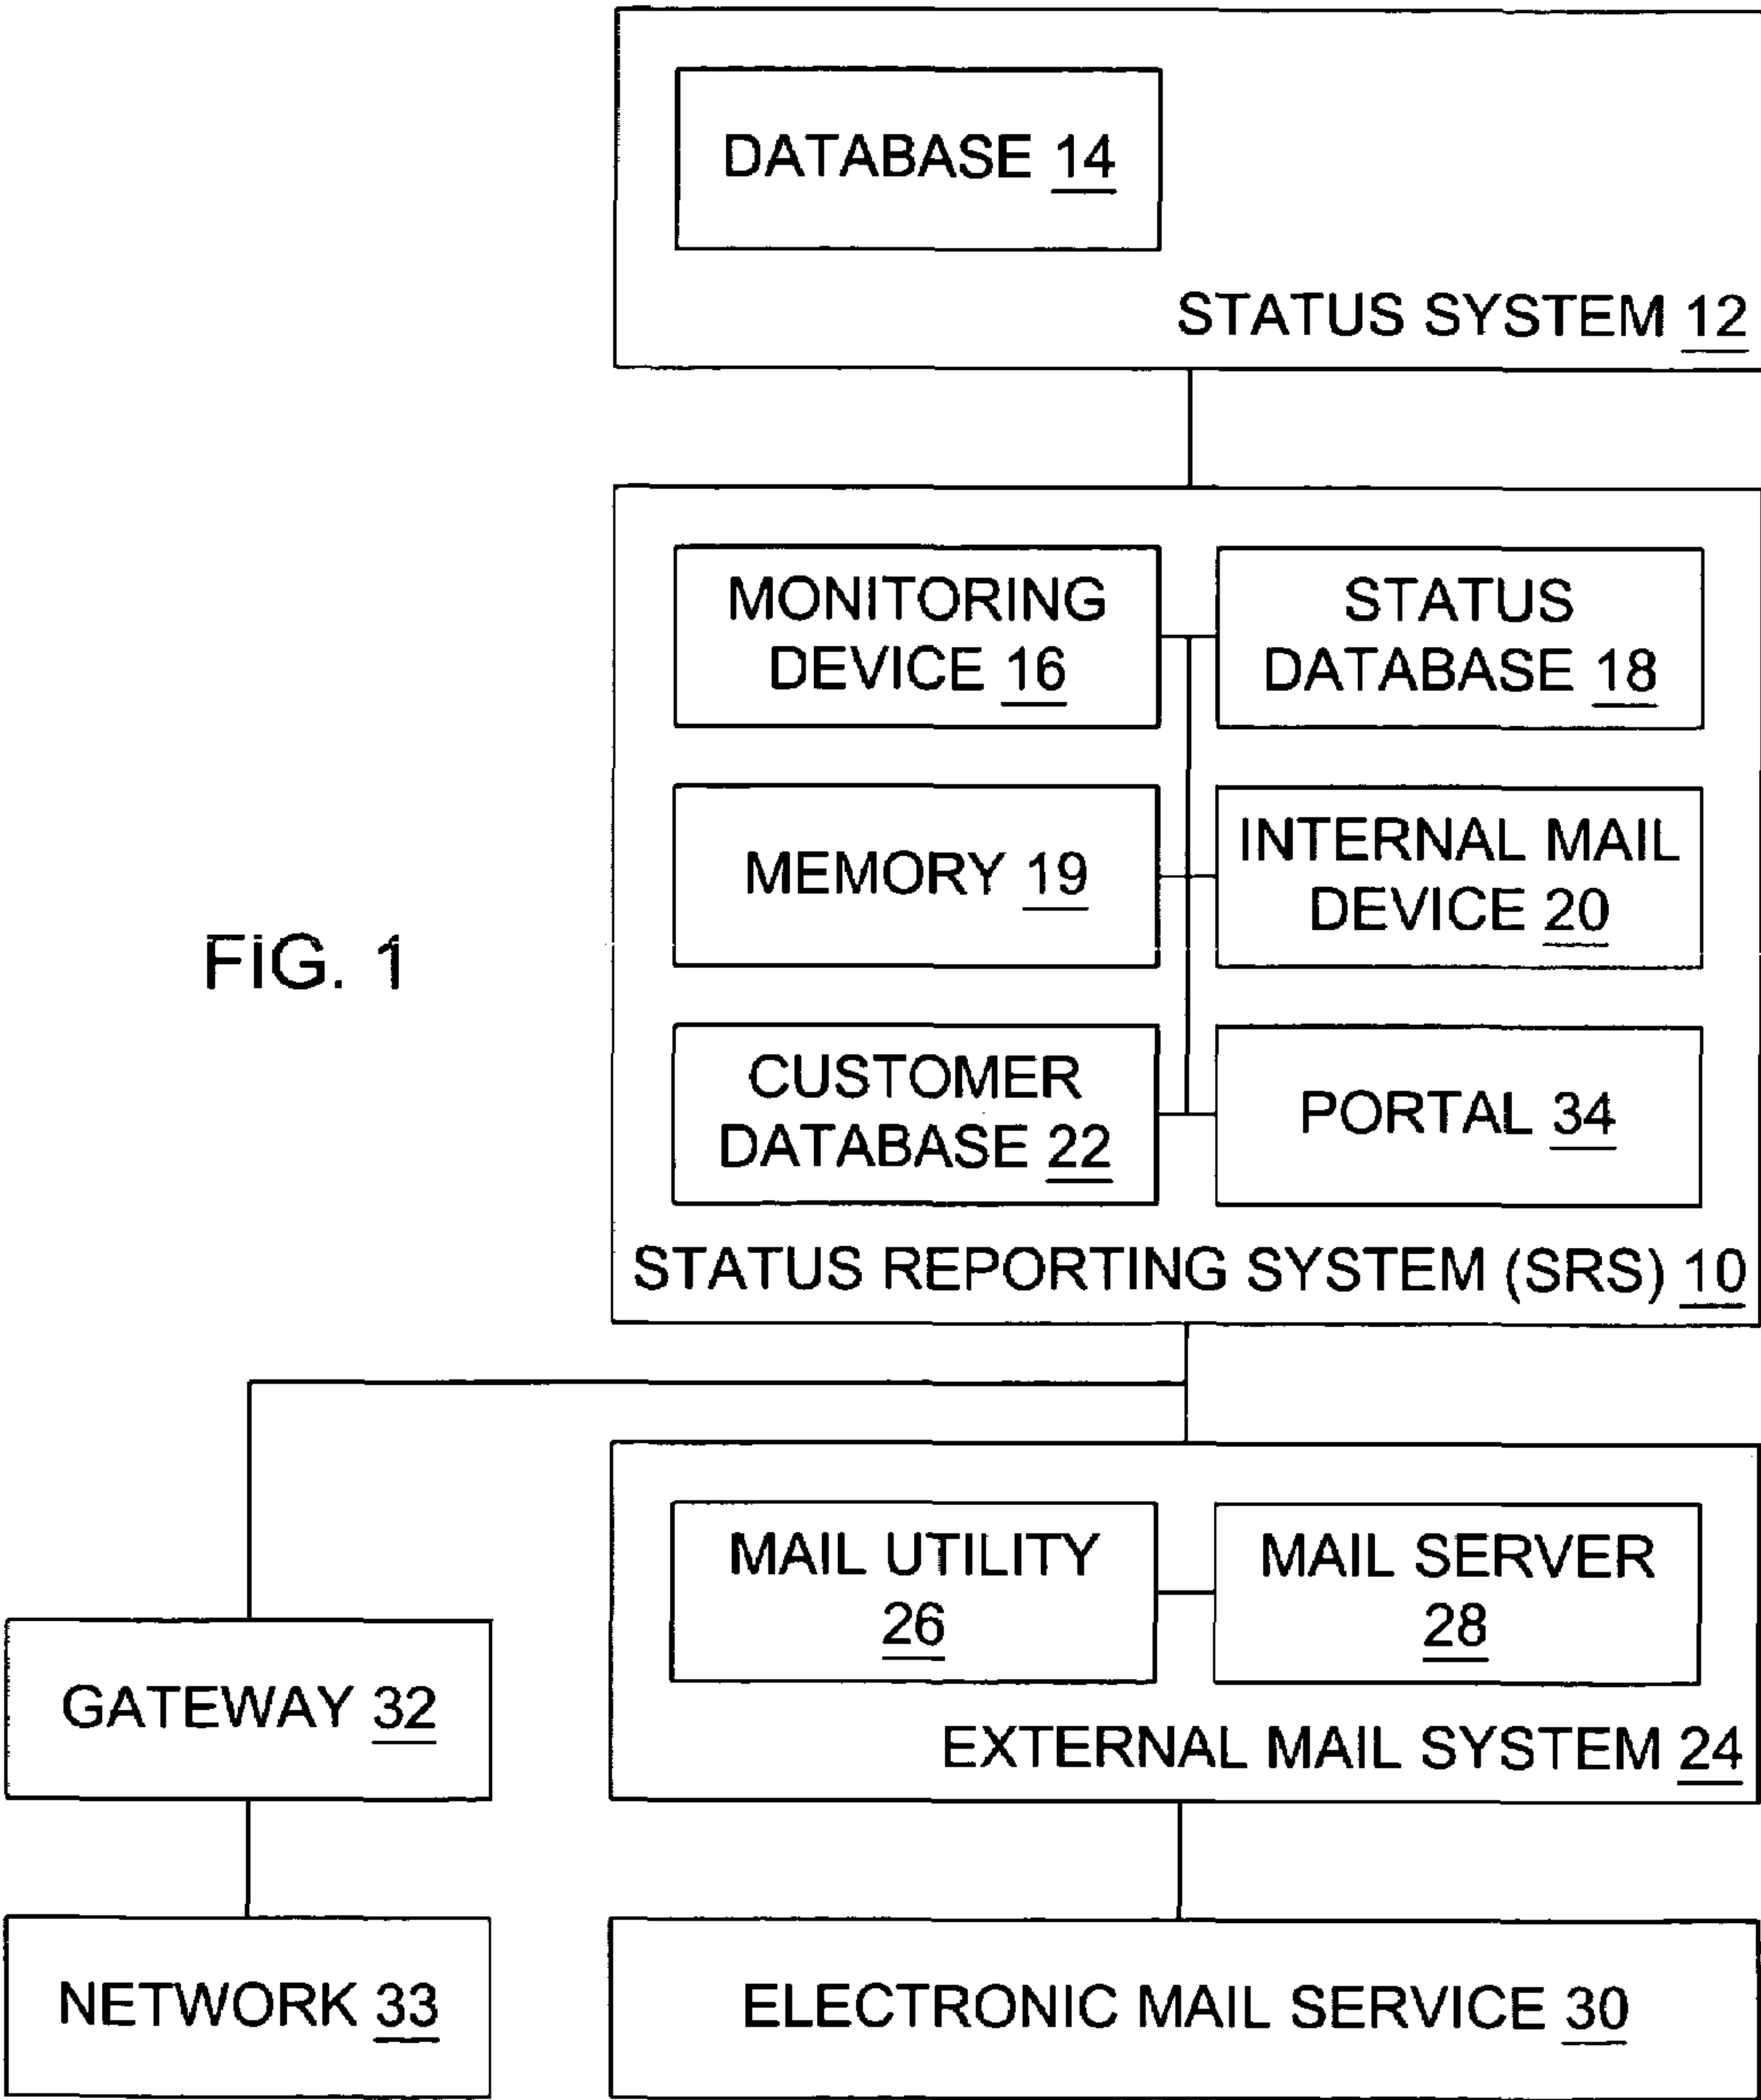 DATABASE 14
STATUS SYSTEM 12
MONITORING
DEVICE 16
STATUS
DATABASE 18
MEMORY 19
INTERNAL MAIL
DEVICE 20
FIG. 1
CUSTOMER
DATABASE 22
PORTAL 34
STATUS REPORTING SYSTEM (SRS) 10
MAIL UTILITY
26
MAIL SERVER
28
GATEWAY 32
EXTERNAL MAIL SYSTEM 24
NETWORK 33
ELECTRONIC MAIL SERVICE 30